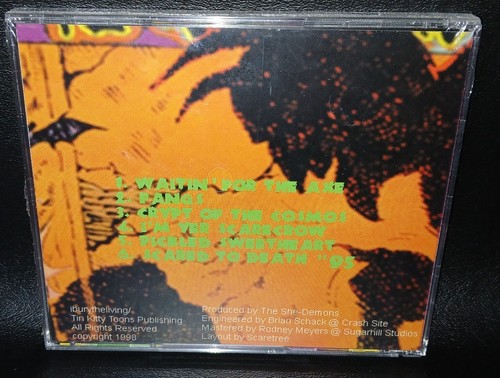 1. WAITIN' FOR THE AXE
2. FANGS
3. CRYPT OF THE COSMOS
4. I'M YER SCARECROW
5. PICKLED SWEETHEART
6. SCARED TO DEATH "95
iburytheliving/
Tin Kitty Toons Publishing
All Rights Reserved
copyright 1998
Produced by The Shr-Demons
Engineered by Brian Schack @ Crash Site
Mastered by Rodney Meyers @ Sugarhill Studios
Layout by Scaretree